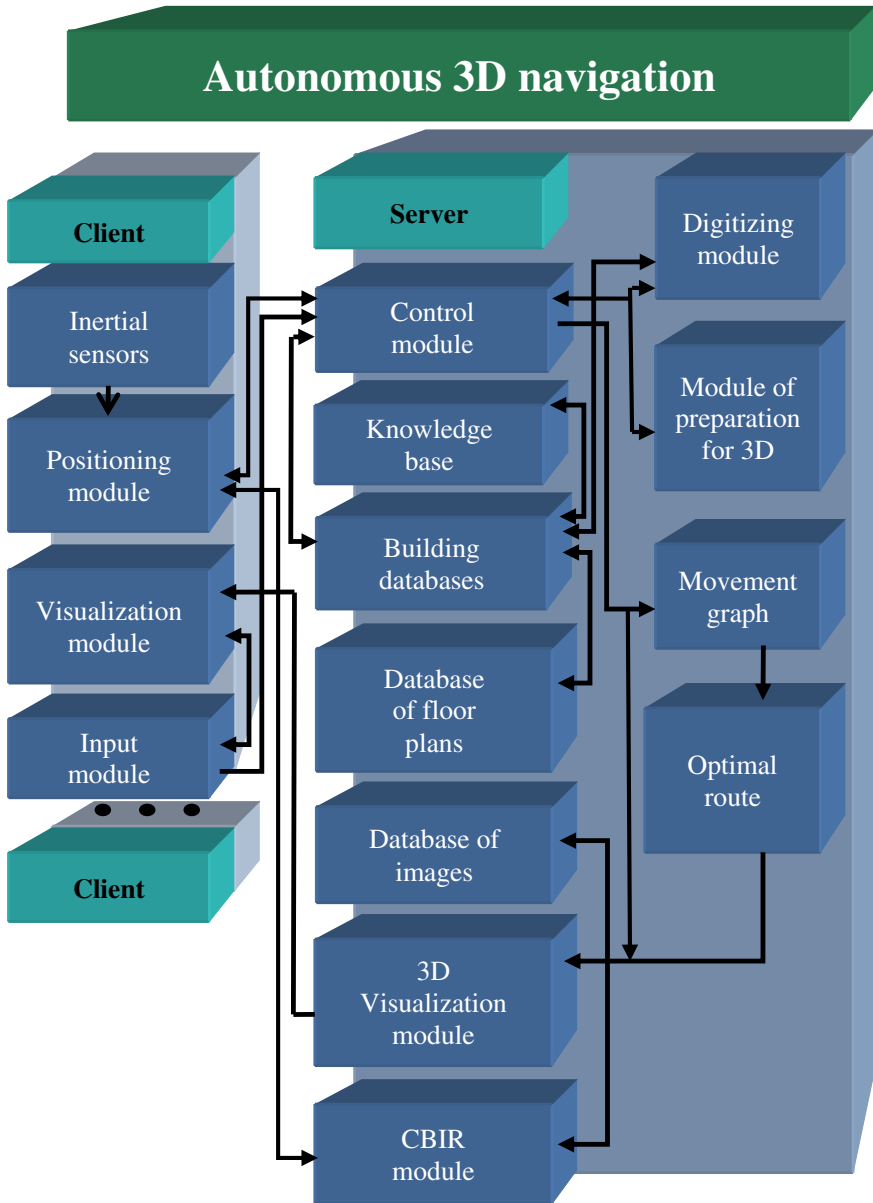 Autonomous 3D navigation
Client
Inertial
sensors
Positioning
module
Visualization
module
Input
module
Client
Server
Control
module
Knowledge
base
Building
databases
Database
of floor
plans
Database of
images
3D
Visualization
module
CBIR
module
Digitizing
module
Module of
preparation
for 3D
Movement
graph
Optimal
route